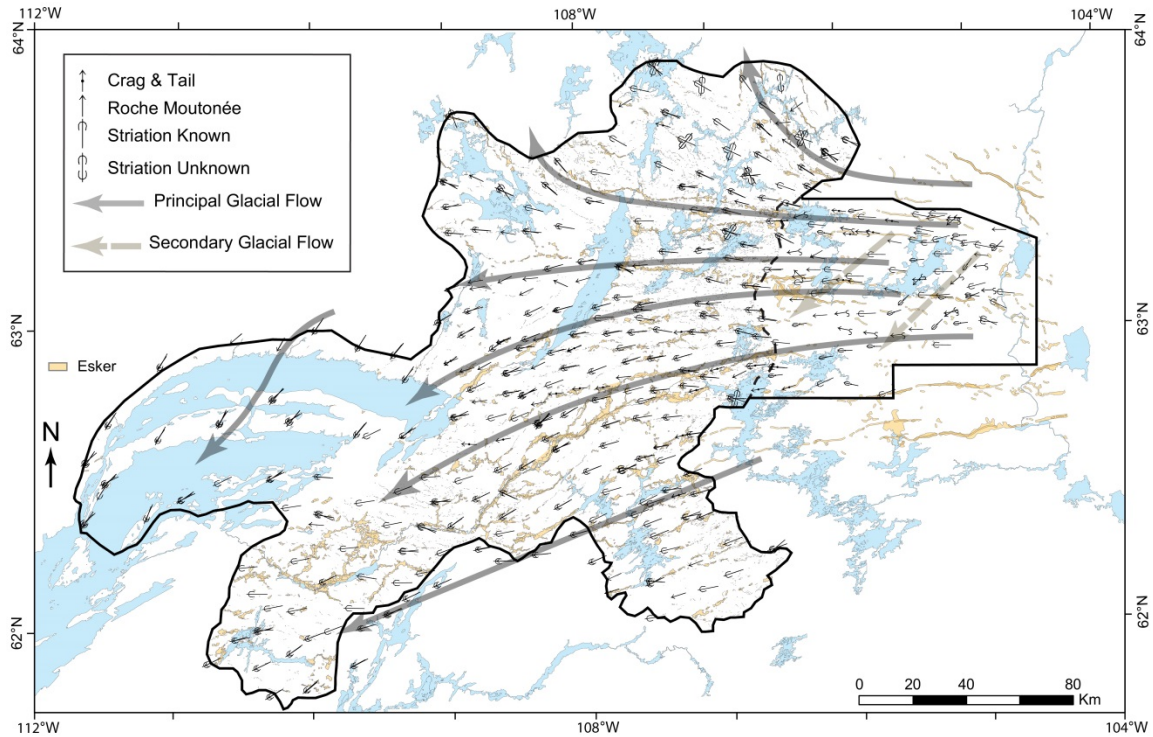 112°W
108°W
104°W
64°N
64°N
Crag & Tail
Roche Moutonée
Striation Known
Striation Unknown
Principal Glacial Flow
Secondary Glacial Flow
63°N
63°N
Esker
N
62°N
62°N
0 20 40 60 80
Km
112°W
108°W
104°W